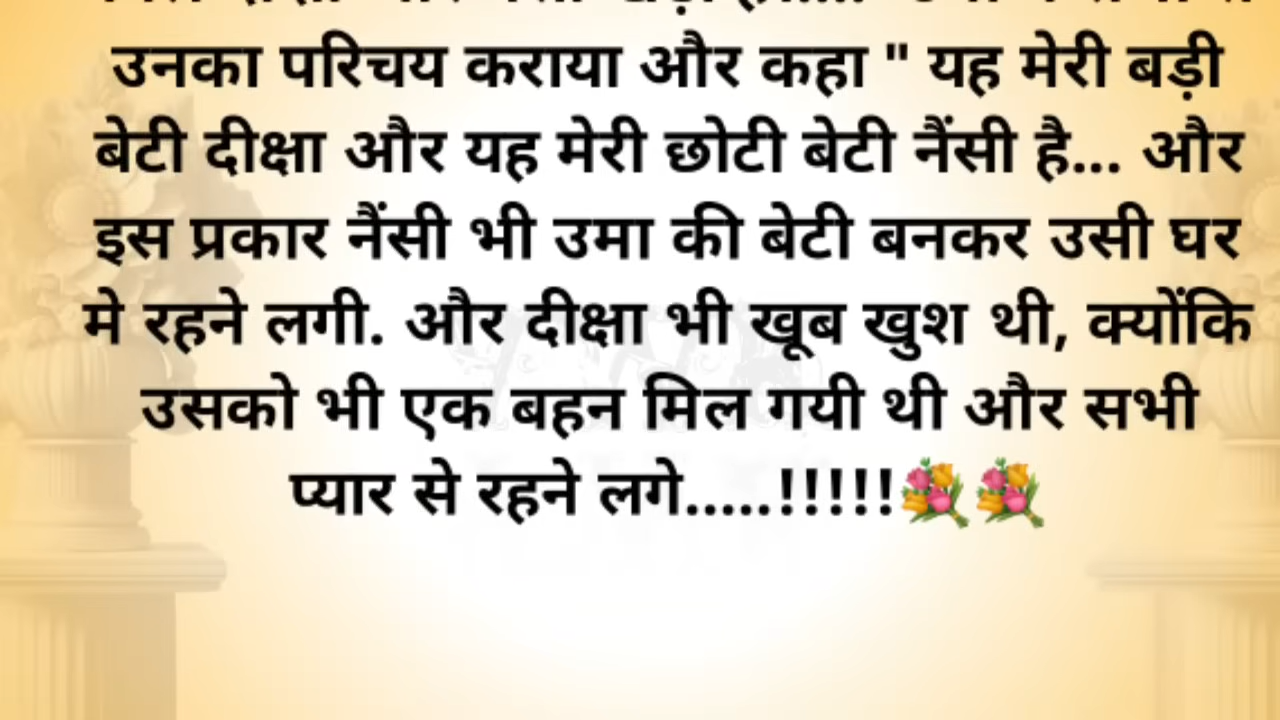 उनका परिचय कराया और कहा " यह मेरी बड़ी
बेटी दीक्षा और यह मेरी छोटी बेटी नैंसी है... और
इस प्रकार नैंसी भी उमा की बेटी बनकर उसी घर
मे रहने लगी. और दीक्षा भी खूब खुश थी, क्योंकि
उसको भी एक बहन मिल गयी थी और सभी
प्यार से रहने लगे.....!!!!!💐💐